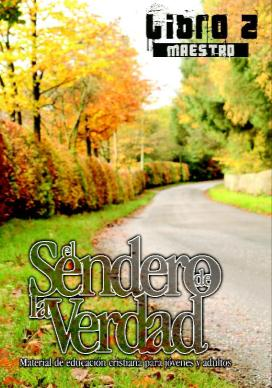 Libro 2
MAESTRO
el
Sendero
de
la Verdad
Material de educación cristiana para jóvenes y adultos